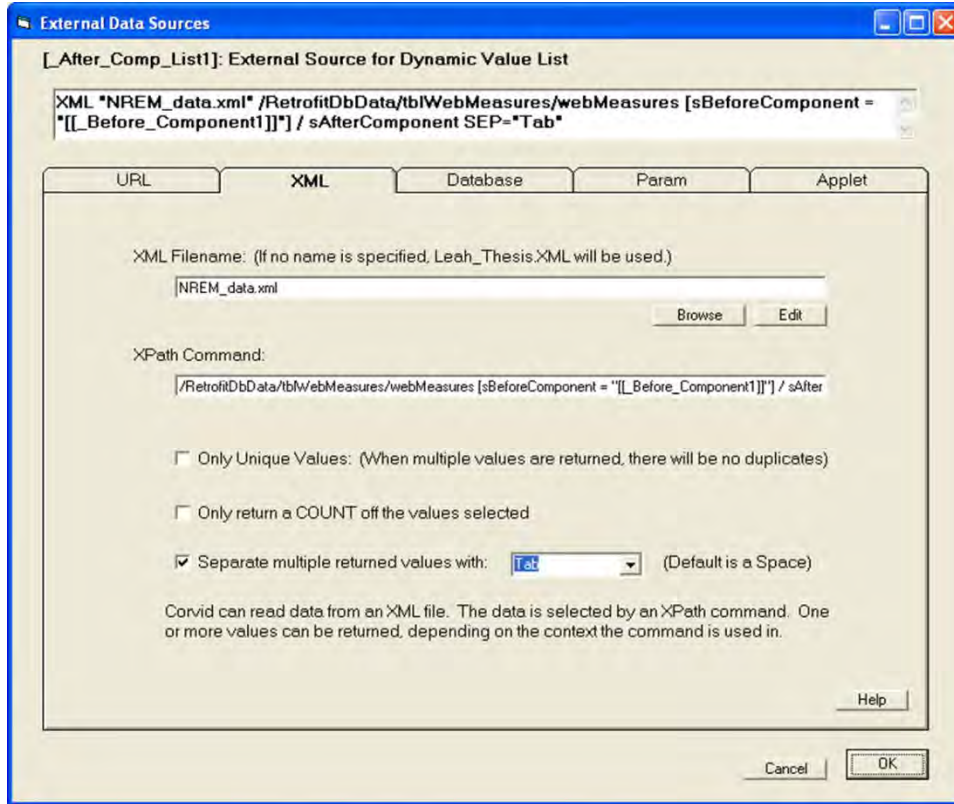 External Data Sources
[_After_Comp_List1]: External Source for Dynamic Value List
XML "NREM_data.xml" /RetrofitDbData/tblWebMeasures/webMeasures [sBeforeComponent =
"[[_Before_Component1]]"] / sAfterComponent SEP="Tab"
URL XML Database Param Applet
XML Filename: (If no name is specified, Leah_Thesis.XML will be used.)
NREM_data.xml
Browse Edit
XPath Command:
/RetrofitDbData/tblWebMeasures/webMeasures [sBeforeComponent = "[[_Before_Component1]]"] / sAfter
Only Unique Values: (When multiple values are returned, there will be no duplicates)
Only return a COUNT off the values selected
Separate multiple returned values with: Tab (Default is a Space)
Corvid can read data from an XML file. The data is selected by an XPath command. One
or more values can be returned, depending on the context the command is used in.
Help
Cancel OK